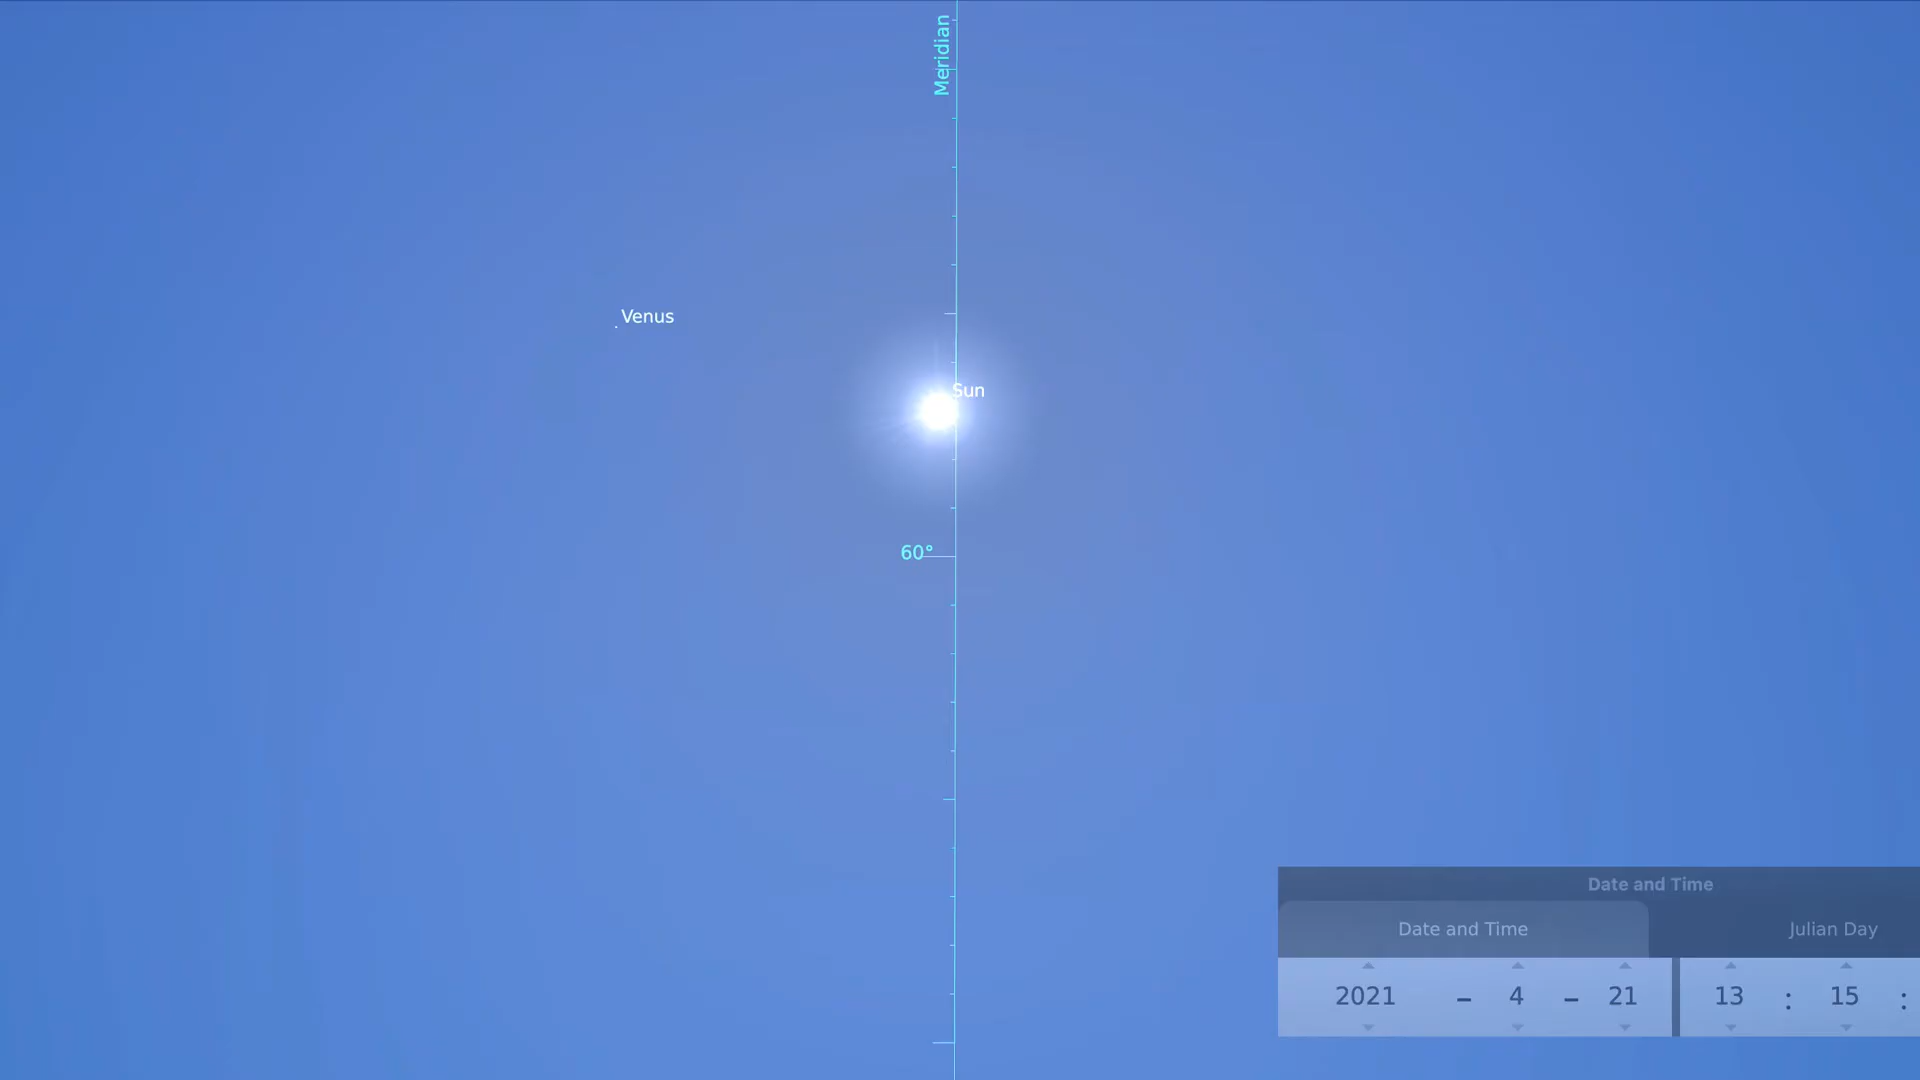 Meridian
Venus
Sun
60°
Date and Time
Date and Time
Julian Day
2021 – 4 – 21
13 : 15 :